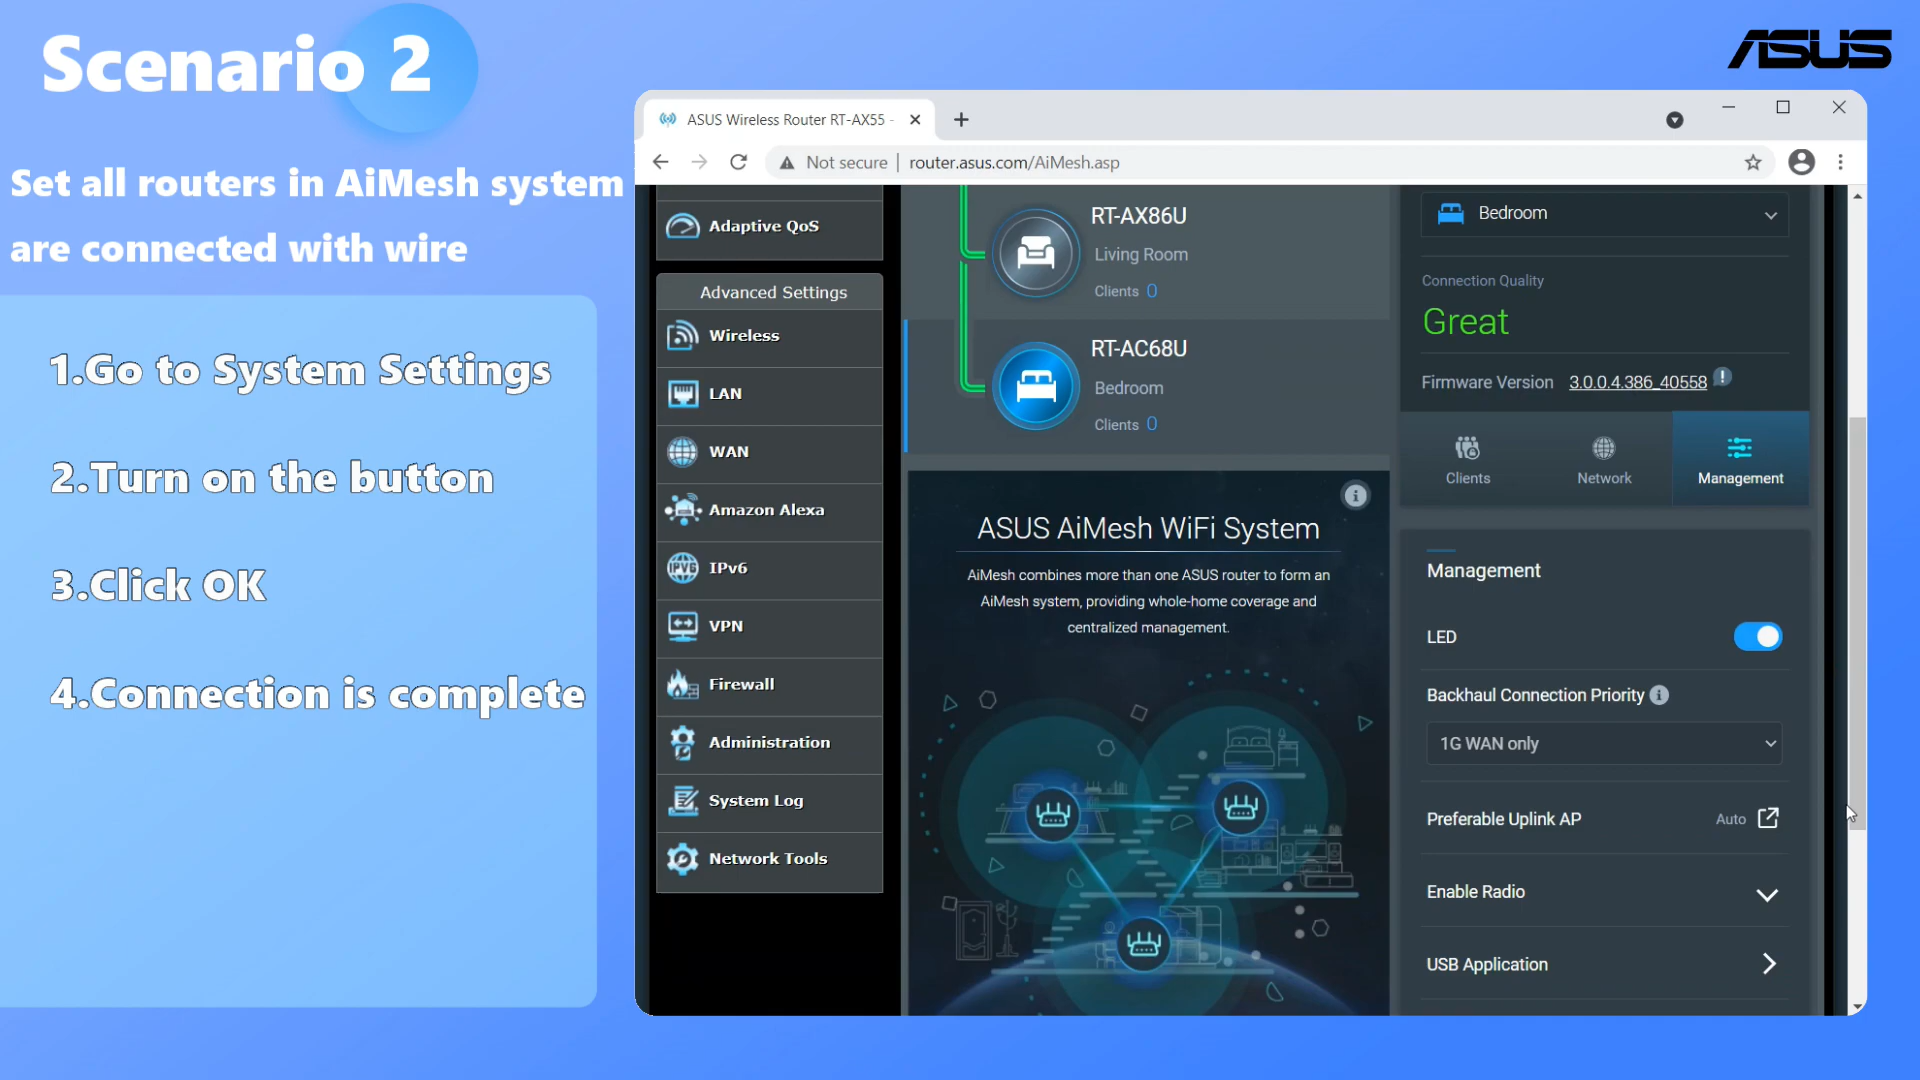 Scenario 2
ASUS
Set all routers in AiMesh system
are connected with wire
1.Go to System Settings
2.Turn on the button
3.Click OK
4.Connection is complete
ASUS Wireless Router RT-AX55 -
Not secure | router.asus.com/AiMesh.asp
Adaptive QoS
Advanced Settings
Wireless
LAN
WAN
Amazon Alexa
IPv6
VPN
Firewall
Administration
System Log
Network Tools
RT-AX86U
Living Room
Clients 0
RT-AC68U
Bedroom
Clients 0
ASUS AiMesh WiFi System
AiMesh combines more than one ASUS router to form an
AiMesh system, providing whole-home coverage and
centralized management.
Bedroom
Connection Quality
Great
Firmware Version 3.0.0.4.386_40558
Clients
Network
Management
Management
LED
Backhaul Connection Priority
1G WAN only
Preferable Uplink AP Auto
Enable Radio
USB Application